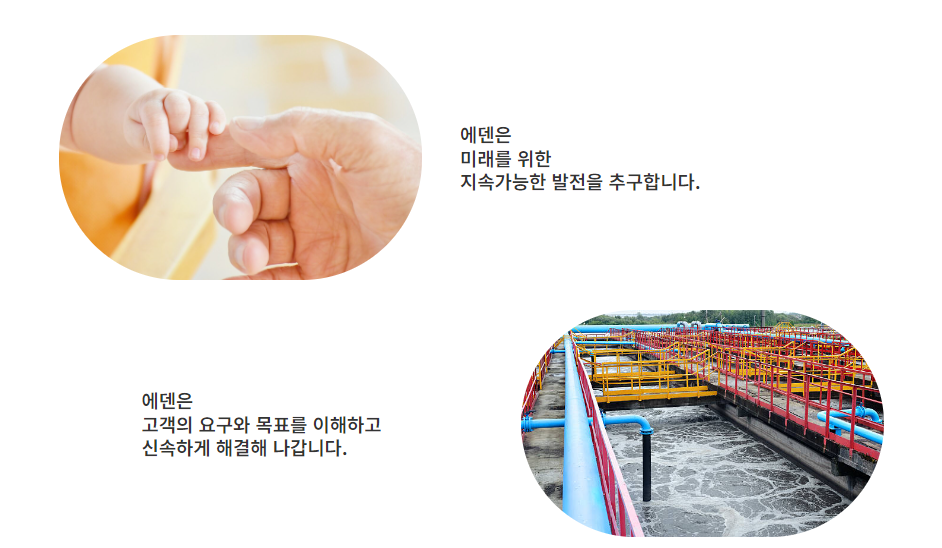 에덴은
미래를 위한
지속가능한 발전을 추구합니다.
에덴은
고객의 요구와 목표를 이해하고
신속하게 해결해 나갑니다.